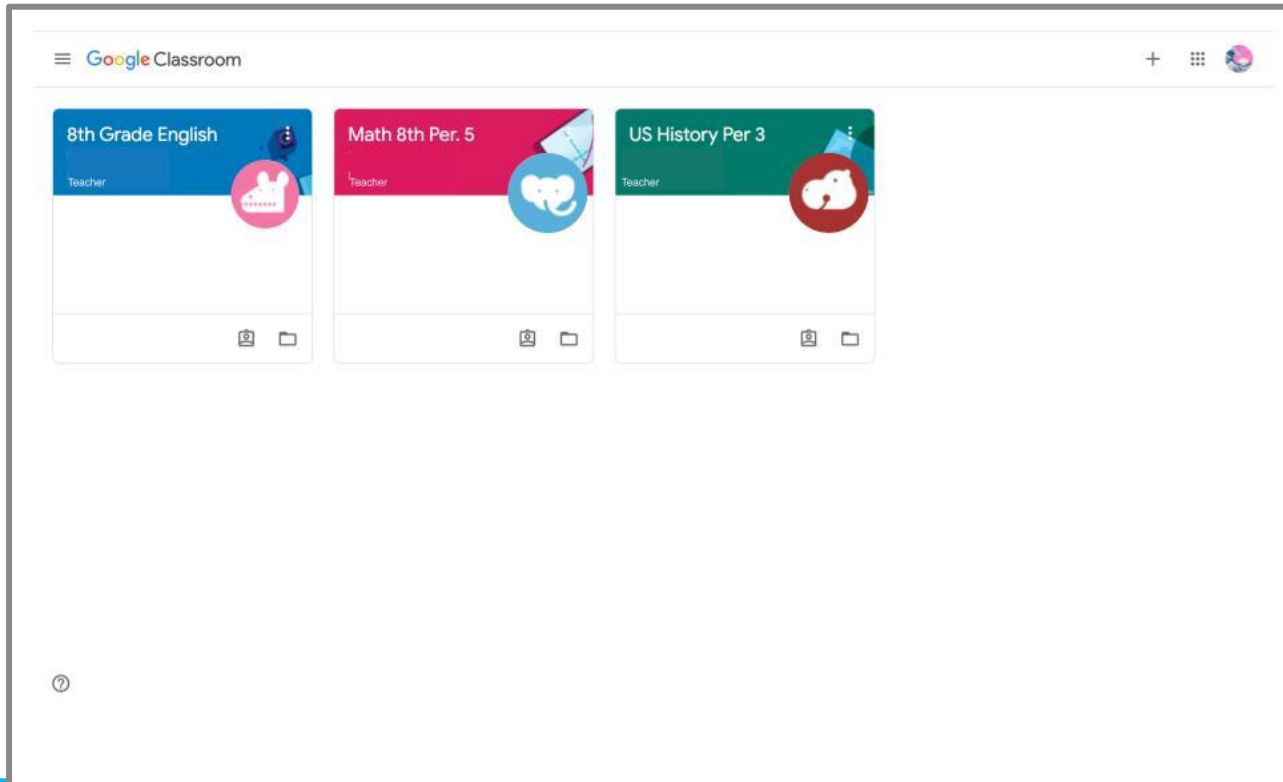 Google Classroom
8th Grade English
Teacher
Math 8th Per. 5
Teacher
US History Per 3
Teacher